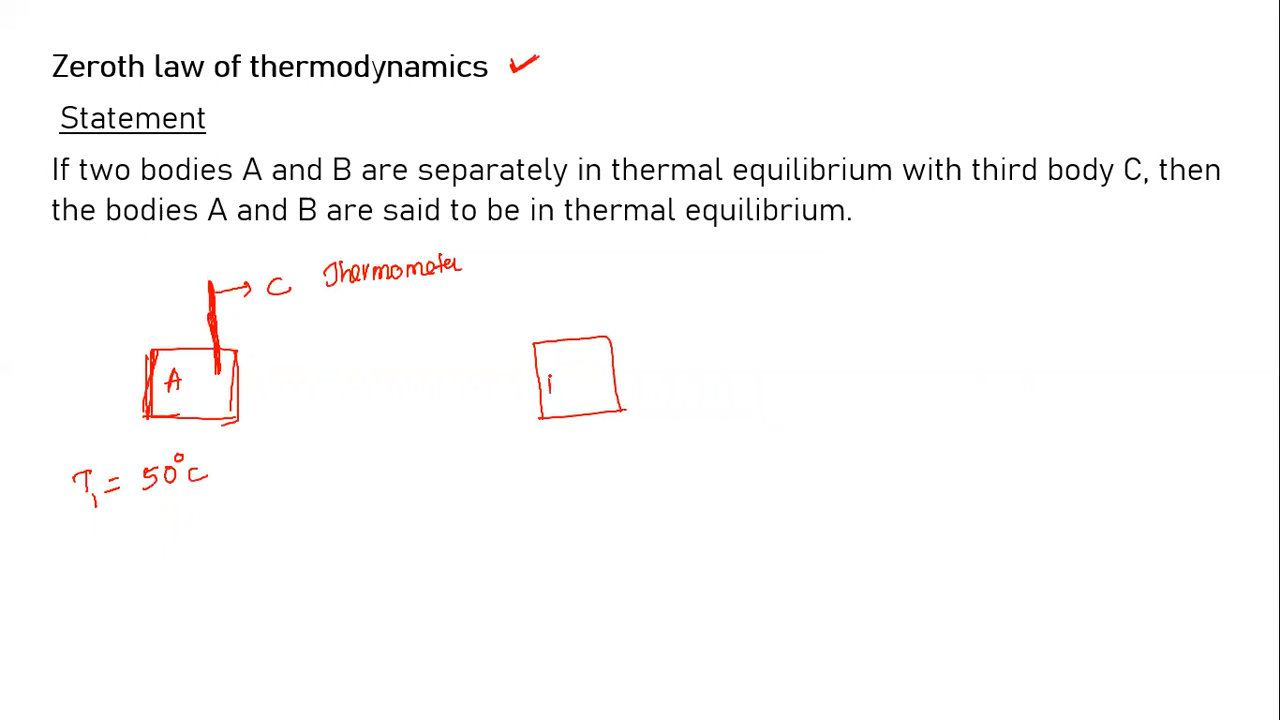 Zeroth law of thermodynamics
Statement
If two bodies A and B are separately in thermal equilibrium with third body C, then
the bodies A and B are said to be in thermal equilibrium.
C Thermometer
A
T₁ = 50°C